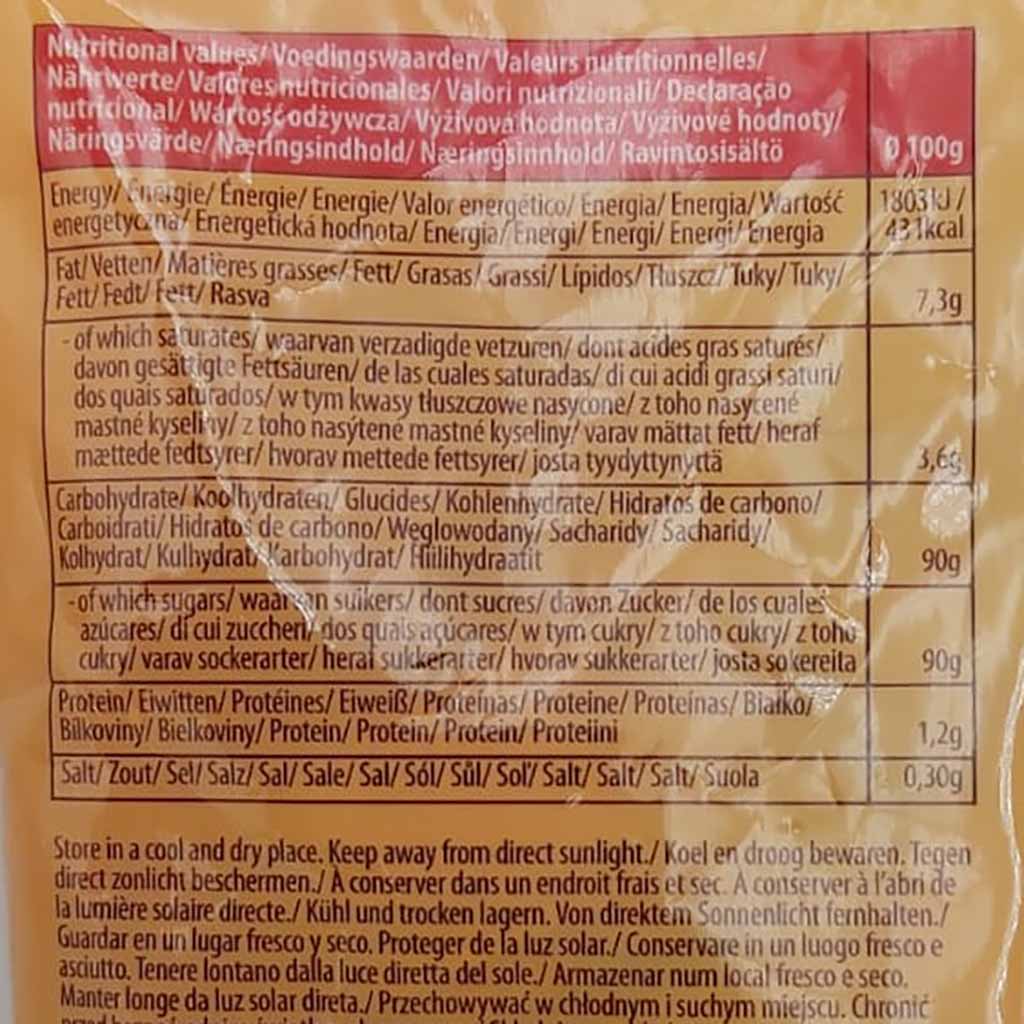 Nutritional values/ Voedingswaarden/ Valeurs nutritionnelles/
Nährwerte/ Valores nutricionales/ Valori nutrizionali/ Declaração
nutricional/ Wartość odżywcza/ Výživová hodnota/ Výživové hodnoty/
Näringsvärde/ Næringsindhold/ Næringsinnhold/ Ravintosisältö
Ø 100g
Energy/ Energie/ Énergie/ Energie/ Valor energético/ Energia/ Energia/ Wartość
energetyczna/ Energetická hodnota/ Energia/ Energi/ Energi/ Energi/ Energia
1803kJ /
431kcal
Fat/ Vetten/ Matières grasses/ Fett/ Grasas/ Grassi/ Lípidos/ Tłuszcz/ Tuky/ Tuky/
Fett/ Fedt/ Fett/ Rasva
7,3g
- of which saturates/ waarvan verzadigde vetzuren/ dont acides gras saturés/
davon gesättigte Fettsäuren/ de las cuales saturadas/ di cui acidi grassi saturi/
dos quais saturados/ w tym kwasy tłuszczowe nasycone/ z toho nasycené
mastné kyseliny/ z toho nasýtené mastné kyseliny/ varav mättat fett/ heraf
mættede fedtsyrer/ hvorav mettede fettsyrer/ josta tyydyttynyttä
3,6g
Carbohydrate/ Koolhydraten/ Glucides/ Kohlenhydrate/ Hidratos de carbono/
Carboidrati/ Hidratos de carbono/ Węglowodany/ Sacharidy/ Sacharidy/
Kolhydrat/ Kulhydrat/ Karbohydrat/ Hiilihydraatit
90g
- of which sugars/ waarvan suikers/ dont sucres/ davon Zucker/ de los cuales
azúcares/ di cui zuccheri/ dos quais açúcares/ w tym cukry/ z toho cukry/ z toho
cukry/ varav sockerarter/ heraf sukkerarter/ hvorav sukkerarter/ josta sokereita
90g
Protein/ Eiwitten/ Protéines/ Eiweiß/ Proteínas/ Proteine/ Proteínas/ Białko/
Bílkoviny/ Bielkoviny/ Protein/ Protein/ Protein/ Proteiini
1,2g
Salt/ Zout/ Sel/ Salz/ Sal/ Sale/ Sal/ Sól/ Sůl/ Soľ/ Salt/ Salt/ Salt/ Suola
0,30g
Store in a cool and dry place. Keep away from direct sunlight./ Koel en droog bewaren. Tegen
direct zonlicht beschermen./ À conserver dans un endroit frais et sec. À conserver à l'abri de
la lumière solaire directe./ Kühl und trocken lagern. Von direktem Sonnenlicht fernhalten./
Guardar en un lugar fresco y seco. Proteger de la luz solar./ Conservare in un luogo fresco e
asciutto. Tenere lontano dalla luce diretta del sole./ Armazenar num local fresco e seco.
Manter longe da luz solar direta./ Przechowywać w chłodnym i suchym miejscu. Chronić